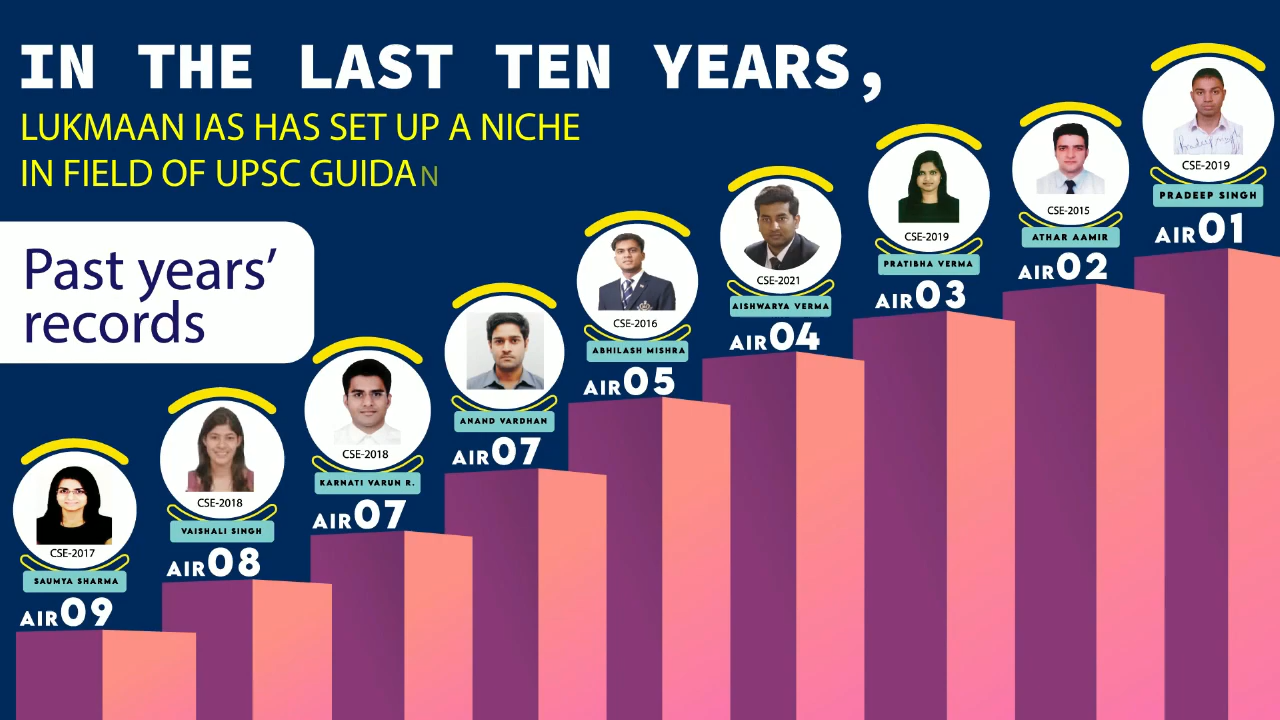 IN THE LAST TEN YEARS,
LUKMAAN IAS HAS SET UP A NICHE
IN FIELD OF UPSC GUIDAN
Past years’
records
CSE-2017
SAUMYA SHARMA
AIR09
CSE-2018
VAISHALI SINGH
AIR08
CSE-2018
KARNATI VARUN R.
AIR07
ANAND VARDHAN
AIR07
CSE-2016
ABHILASH MISHRA
AIR05
CSE-2021
AISHWARYA VERMA
AIR04
CSE-2019
PRATIBHA VERMA
AIR03
CSE-2015
ATHAR AAMIR
AIR02
CSE-2019
PRADEEP SINGH
AIR01